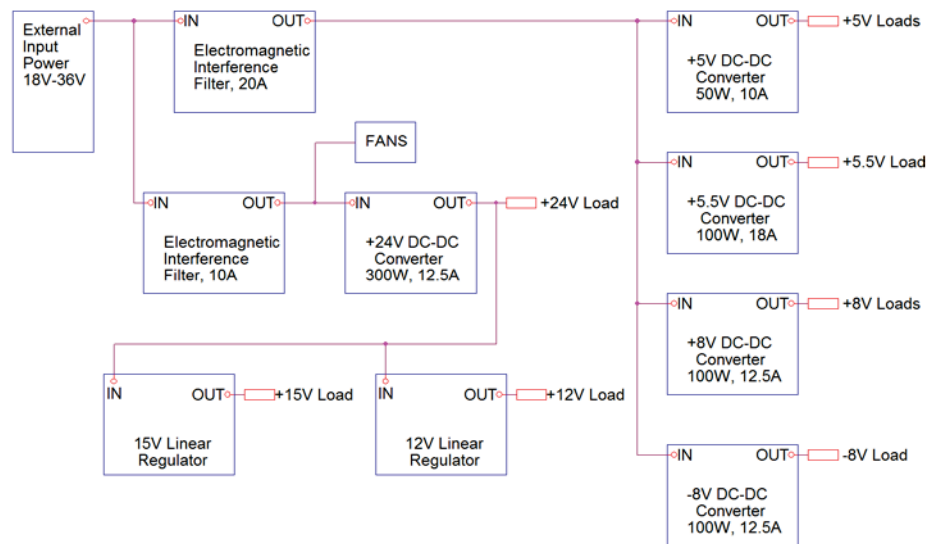 External
Input
Power
18V-36V
IN
OUT
Electromagnetic
Interference
Filter, 20A
IN
OUT
+5V Loads
+5V DC-DC
Converter
50W, 10A
FANS
IN
OUT
+5.5V Load
+5.5V DC-DC
Converter
100W, 18A
IN
OUT
Electromagnetic
Interference
Filter, 10A
IN
OUT
+24V Load
+24V DC-DC
Converter
300W, 12.5A
IN
OUT
+8V Loads
+8V DC-DC
Converter
100W, 12.5A
IN
OUT
+15V Load
15V Linear
Regulator
IN
OUT
+12V Load
12V Linear
Regulator
IN
OUT
-8V Load
-8V DC-DC
Converter
100W, 12.5A